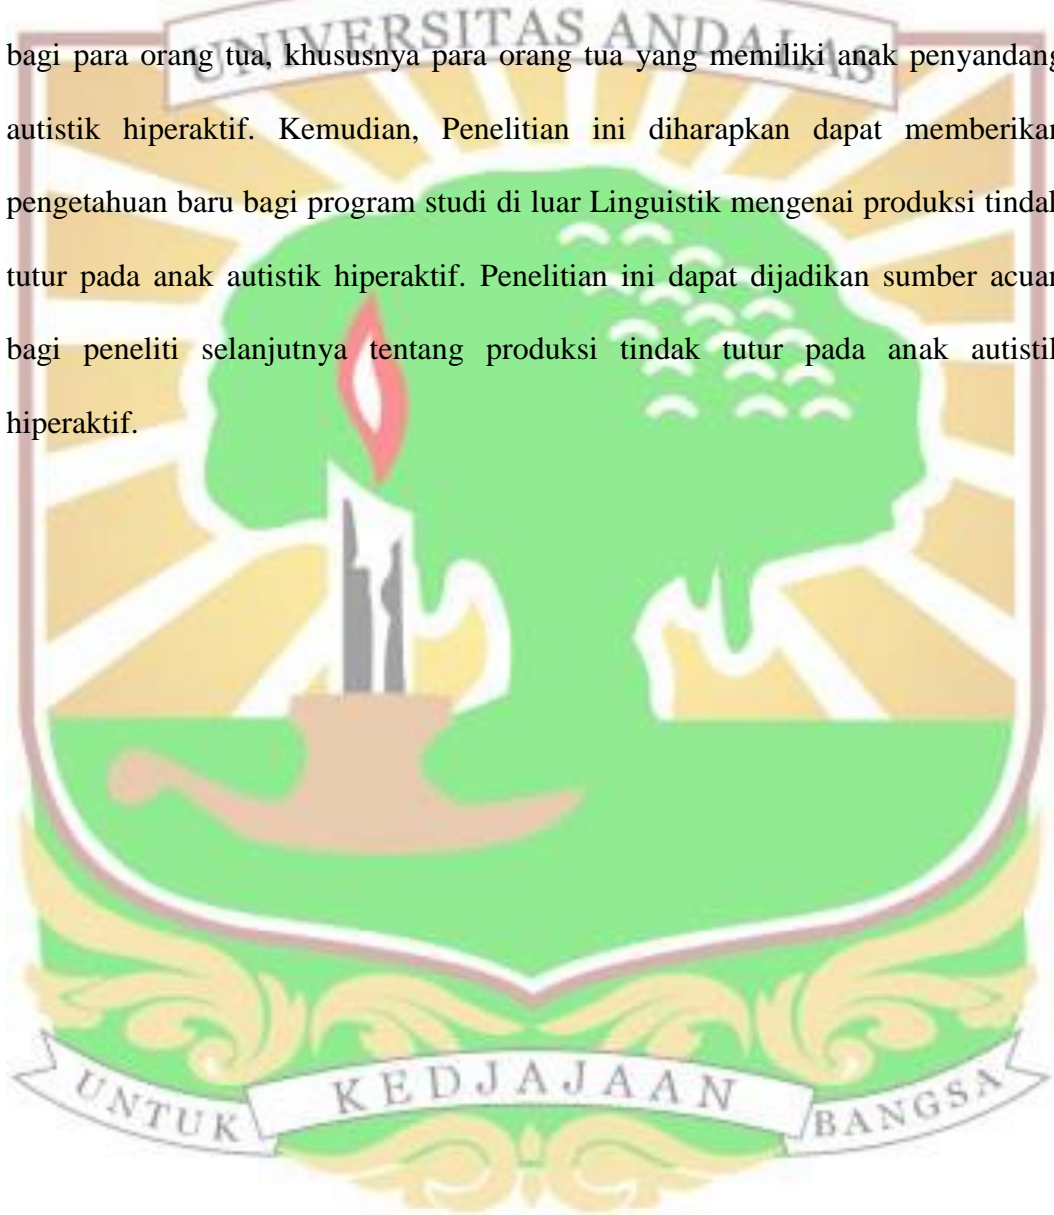 UNIVERSITAS ANDALAS
bagi para orang tua, khususnya para orang tua yang memiliki anak penyandang
autistik hiperaktif. Kemudian, Penelitian ini diharapkan dapat memberikan
pengetahuan baru bagi program studi di luar Linguistik mengenai produksi tindak
tutur pada anak autistik hiperaktif. Penelitian ini dapat dijadikan sumber acuan
bagi peneliti selanjutnya tentang produksi tindak tutur pada anak autistik
hiperaktif.
UNTUK KEDJAJAAN BANGSA